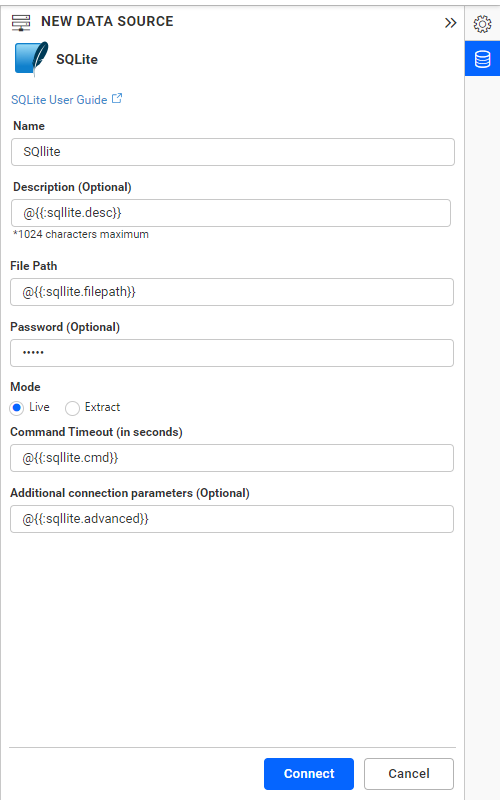 NEW DATA SOURCE
SQLite
SQLite User Guide
Name
SQllite
Description (Optional)
@{{:sqllite.desc}}
*1024 characters maximum
File Path
@{{:sqllite.filepath}}
Password (Optional)
•••••
Mode
Live Extract
Command Timeout (in seconds)
@{{:sqllite.cmd}}
Additional connection parameters (Optional)
@{{:sqllite.advanced}}
Connect Cancel